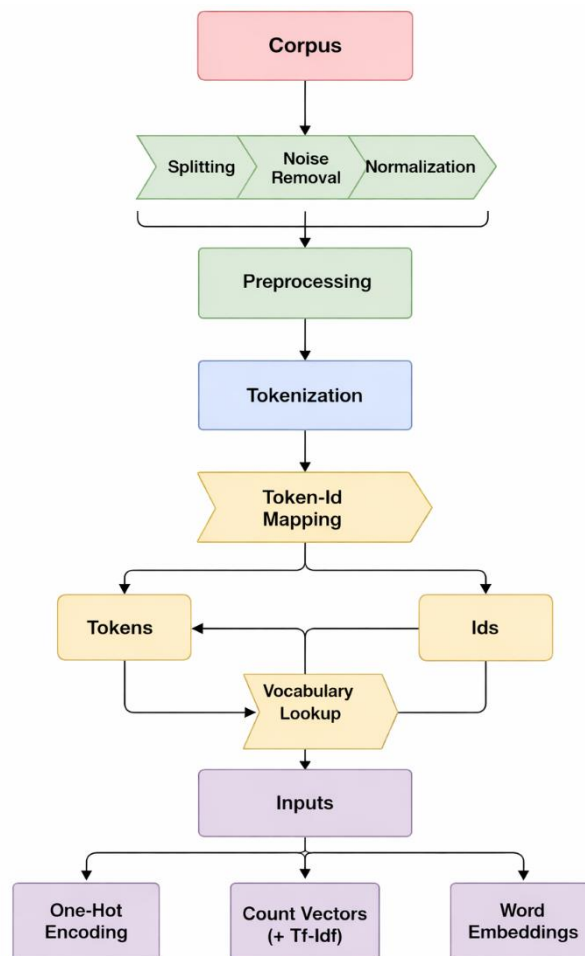 Corpus
Splitting
Noise
Removal
Normalization
Preprocessing
Tokenization
Token-Id
Mapping
Tokens
Ids
Vocabulary
Lookup
Inputs
One-Hot
Encoding
Count Vectors
(+ Tf-Idf)
Word
Embeddings